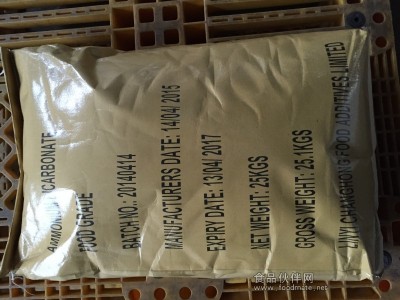 AMMONIUM BICARBONATE
FOOD GRADE
BATCH NO.: 20140414
MANUFACTURERS DATE: 14/04/ 2015
EXPIRY DATE: 13/04/ 2017
NET WEIGHT: 25KGS
GROSS WEIGHT: 25.1KGS
LINYI CHANGHONG FOOD ADDITIVES LIMITED
食品伙伴网
www.foodmate.net